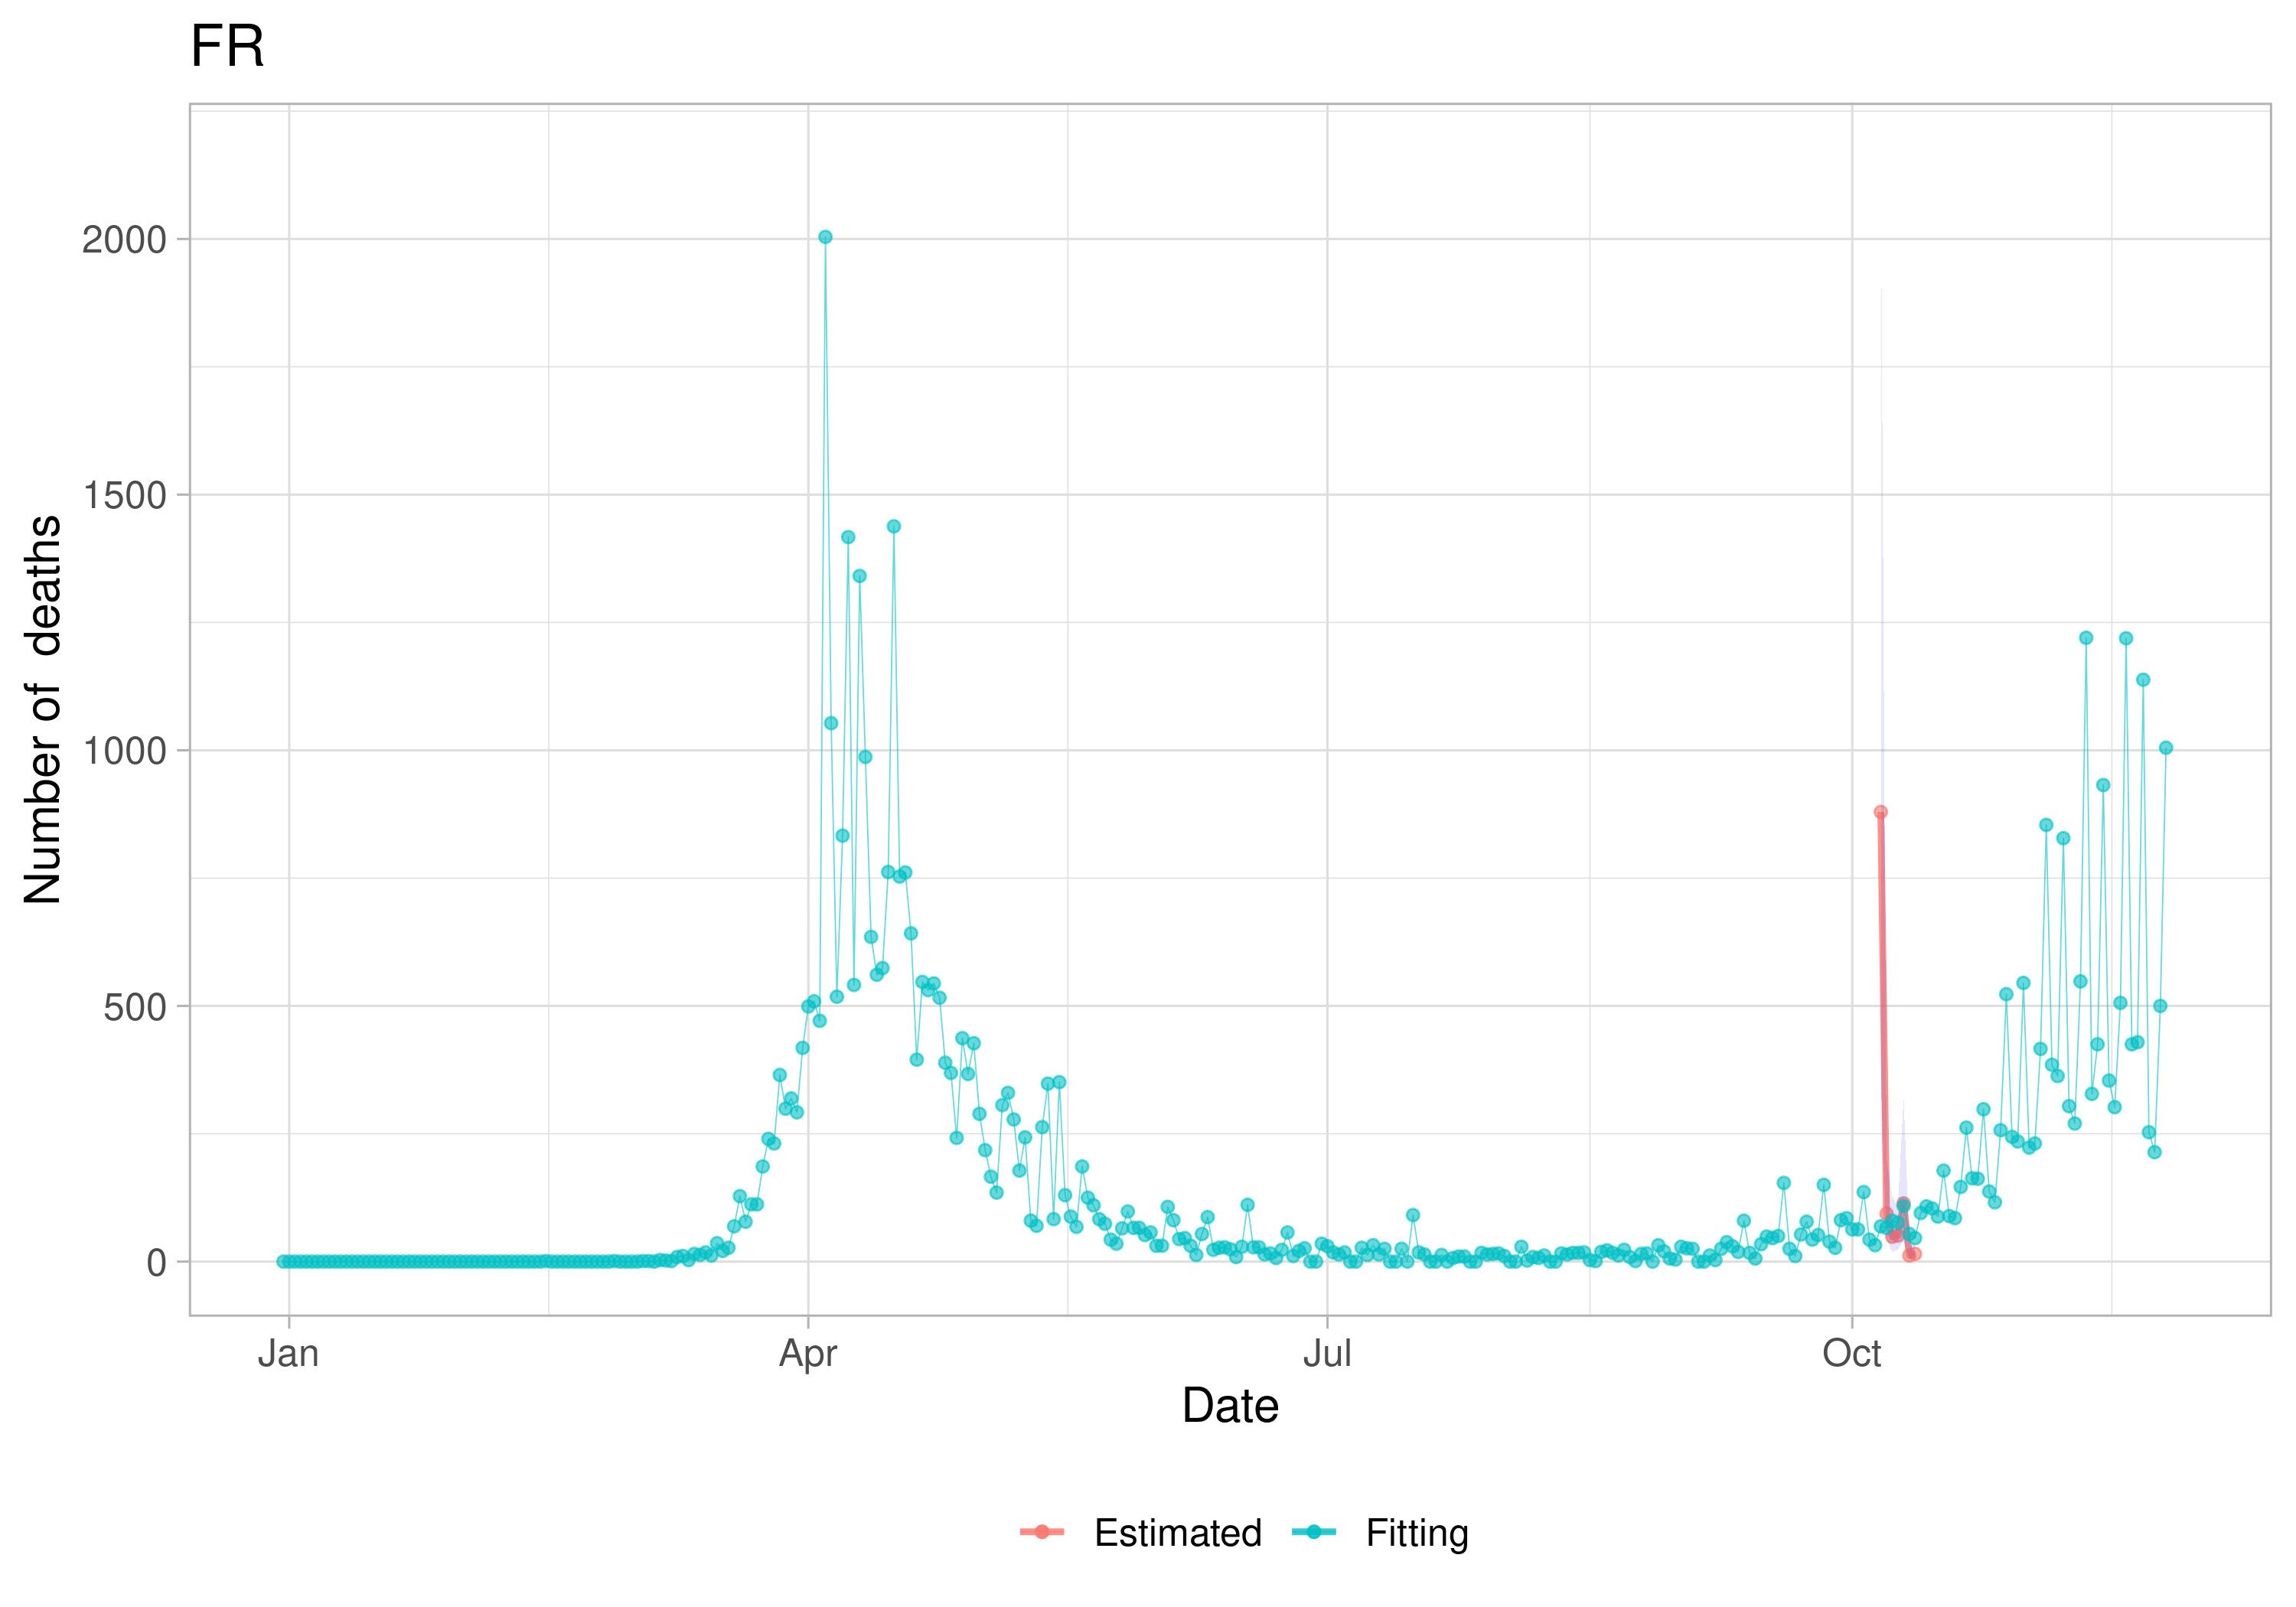 FR
2000
1500
1000
500
0
Number of  deaths
Jan Apr Jul Oct
Date
Estimated Fitting